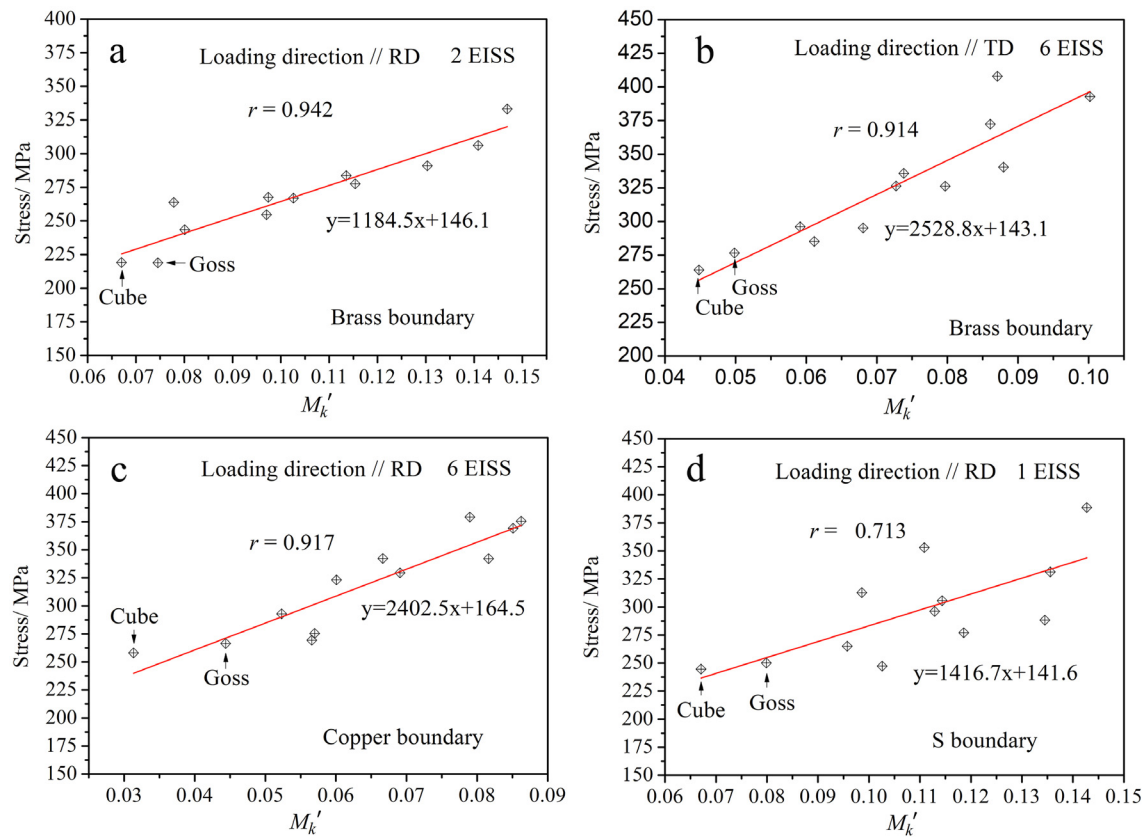 a
Loading direction // RD 2 EISS
r = 0.942
y=1184.5x+146.1
Goss
Cube
Brass boundary
Stress/ MPa
400
375
350
325
300
275
250
225
200
175
150
0.06 0.07 0.08 0.09 0.10 0.11 0.12 0.13 0.14 0.15
Mk′
b
Loading direction // TD 6 EISS
r = 0.914
y=2528.8x+143.1
Goss
Cube
Brass boundary
Stress/ MPa
450
425
400
375
350
325
300
275
250
225
200
0.04 0.05 0.06 0.07 0.08 0.09 0.10
Mk′
c
Loading direction // RD 6 EISS
r = 0.917
y=2402.5x+164.5
Cube
Goss
Copper boundary
Stress/ MPa
450
425
400
375
350
325
300
275
250
225
200
175
150
0.03 0.04 0.05 0.06 0.07 0.08 0.09
Mk′
d
Loading direction // RD 1 EISS
r = 0.713
y=1416.7x+141.6
Cube
Goss
S boundary
Stress/ MPa
450
425
400
375
350
325
300
275
250
225
200
175
150
0.06 0.07 0.08 0.09 0.10 0.11 0.12 0.13 0.14 0.15
Mk′